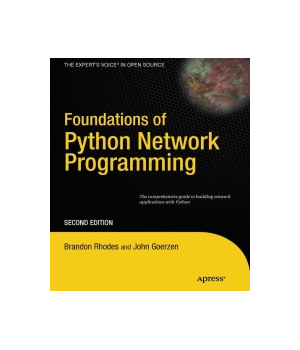 THE EXPERT'S VOICE® IN OPEN SOURCE
Foundations of
Python Network
Programming
The comprehensive guide to building network
applications with Python
SECOND EDITION
Brandon Rhodes and John Goerzen
Apress®